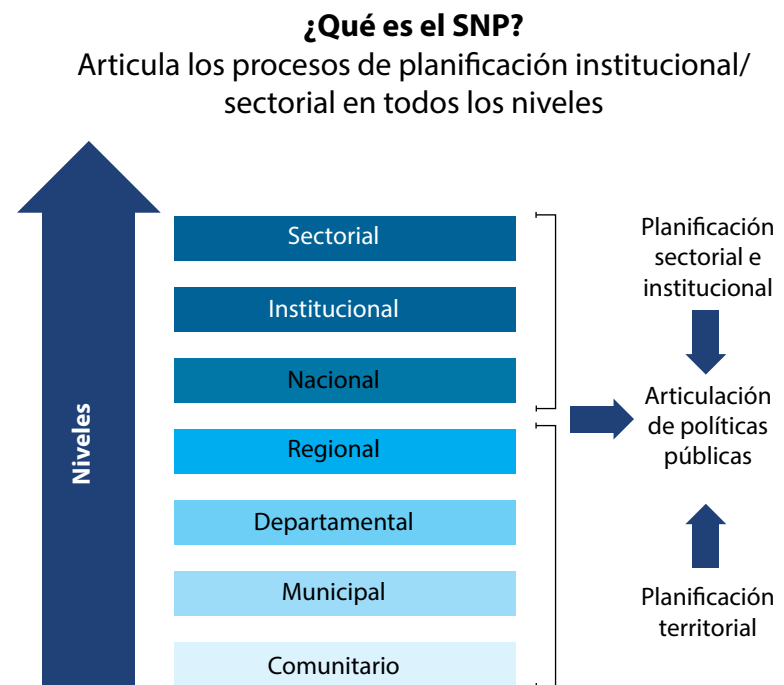 ¿Qué es el SNP?
Articula los procesos de planificación institucional/
sectorial en todos los niveles
Niveles
Sectorial
Institucional
Nacional
Regional
Departamental
Municipal
Comunitario
Planificación
sectorial e
institucional
Articulación
de políticas
públicas
Planificación
territorial